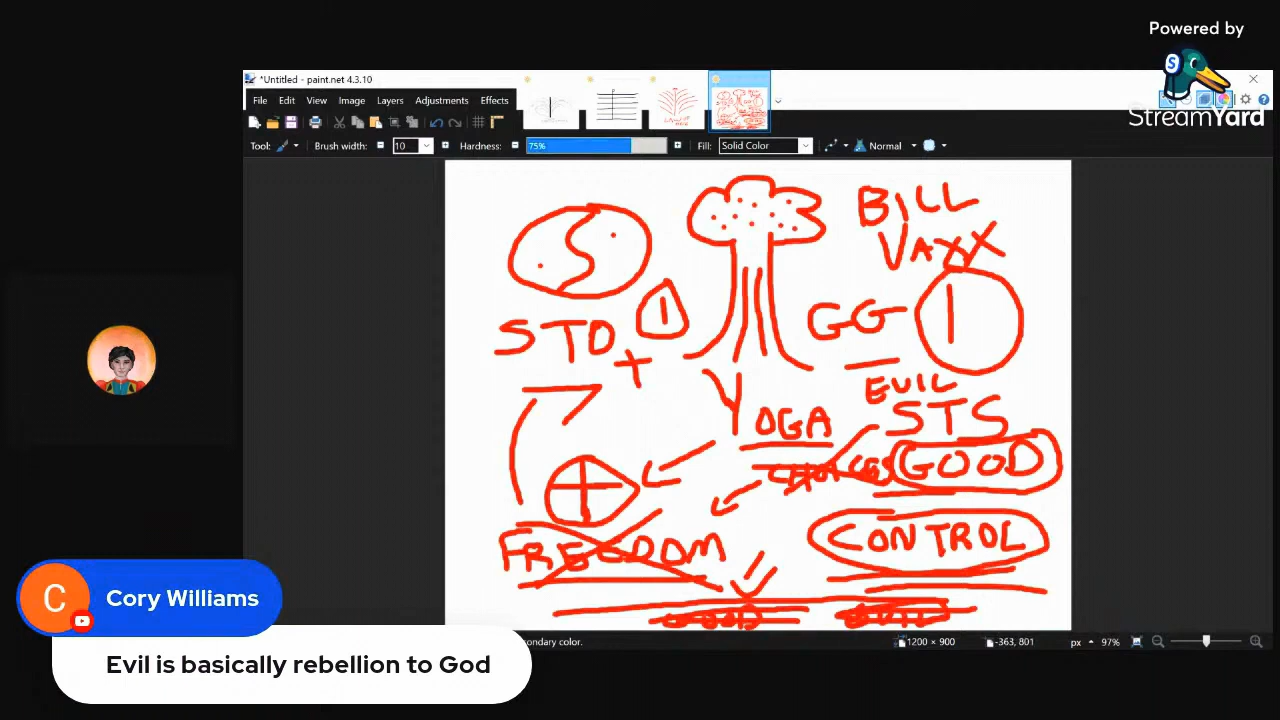 Powered by
StreamYard
*Untitled - paint.net 4.3.10
File Edit View Image Layers Adjustments Effects
Tool: Brush width: 10 Hardness: 75% Fill: Solid Color Normal
BILL
VAXX
STO
+
GG
EVIL
YOGA
STS
GOOD
FREEDOM
CONTROL
C
Cory Williams
Evil is basically rebellion to God
secondary color.
1200 × 900
-363, 801
px
97%